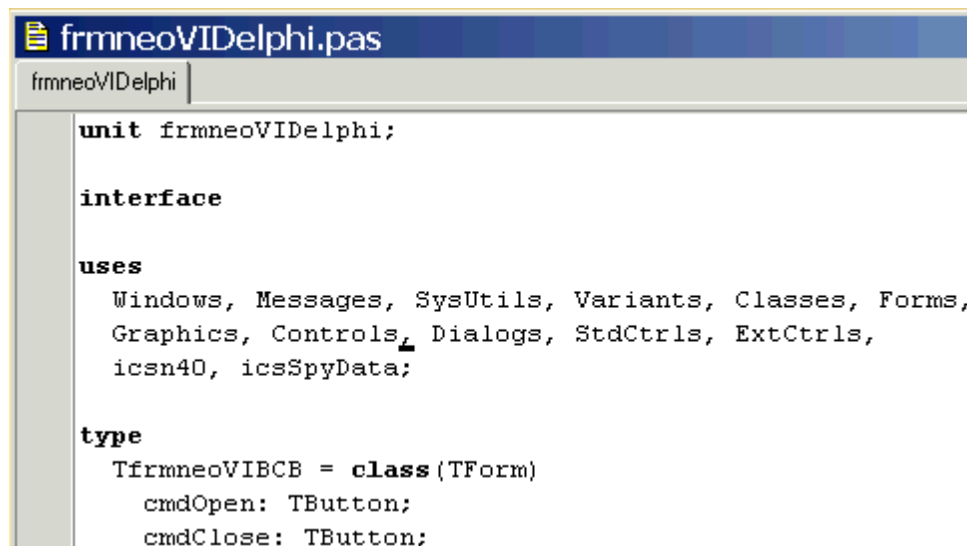 frmneoVIDelphi.pas
frmneoVIDelphi
unit frmneoVIDelphi;
interface
uses
Windows, Messages, SysUtils, Variants, Classes, Forms,
Graphics, Controls, Dialogs, StdCtrls, ExtCtrls,
icsn40, icsSpyData;
type
TfrmneoVIBCB = class(TForm)
cmdOpen: TButton;
cmdClose: TButton;